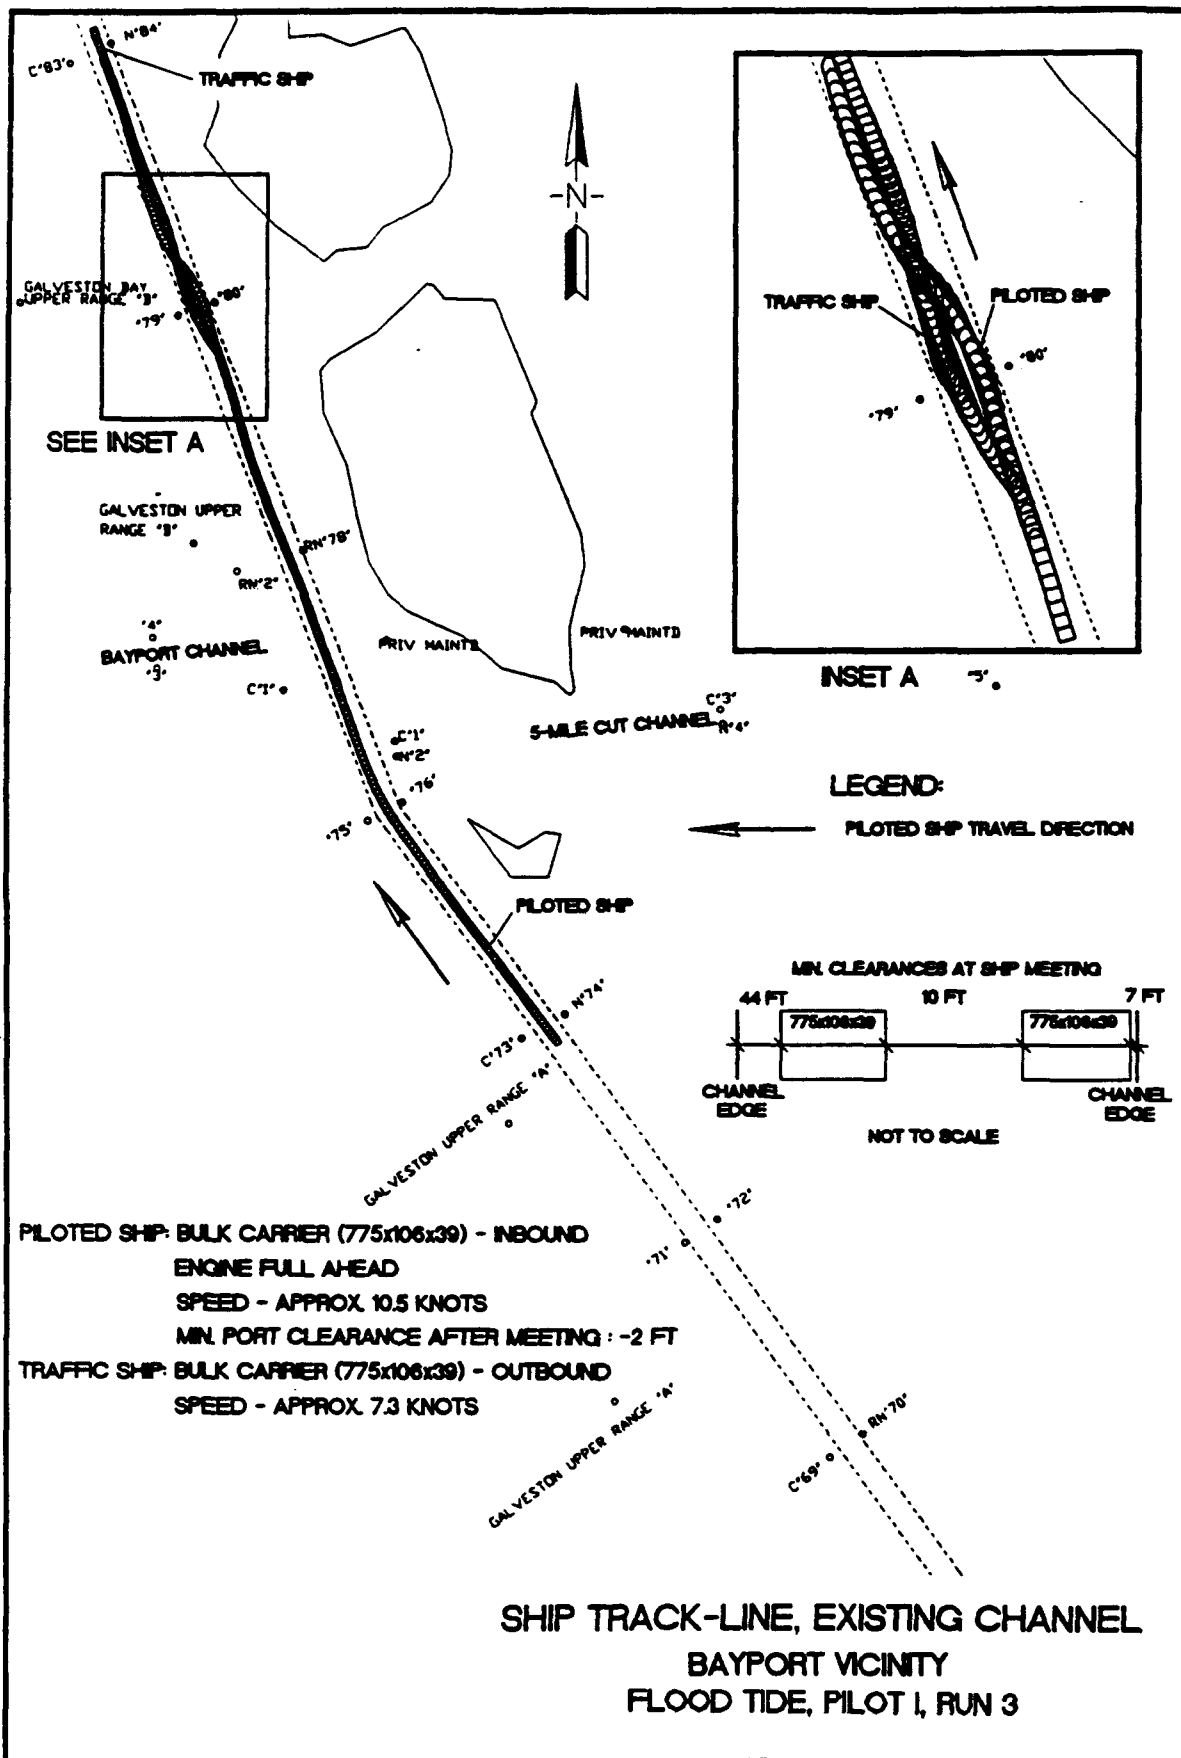 N"84"
C"83"
TRAFFIC SHIP
-N-
GALVESTON BAY
UPPER RANGE "B"
"80"
"79"
SEE INSET A
TRAFFIC SHIP
PILOTED SHIP
"80"
"79"
INSET A
GALVESTON UPPER
RANGE "B"
RN"78"
RN"2"
"4"
BAYPORT CHANNEL
"3"
C"1"
PRIV MAINTD
PRIV MAINTD
"5"
C"3"
R"4"
5-MILE CUT CHANNEL
C"1"
N"2"
"76"
"75"
LEGEND:
PILOTED SHIP TRAVEL DIRECTION
PILOTED SHIP
N"74"
C"73"
GALVESTON UPPER RANGE "A"
MIN. CLEARANCES AT SHIP MEETING
44 FT
10 FT
7 FT
775x106x39
775x106x39
CHANNEL
EDGE
CHANNEL
EDGE
NOT TO SCALE
"72"
"71"
PILOTED SHIP: BULK CARRIER (775x106x39) - INBOUND
ENGINE FULL AHEAD
SPEED - APPROX. 10.5 KNOTS
MIN. PORT CLEARANCE AFTER MEETING : -2 FT
TRAFFIC SHIP: BULK CARRIER (775x106x39) - OUTBOUND
SPEED - APPROX. 7.3 KNOTS
GALVESTON UPPER RANGE "A"
RN"70"
C"69"
SHIP TRACK-LINE, EXISTING CHANNEL
BAYPORT VICINITY
FLOOD TIDE, PILOT I, RUN 3